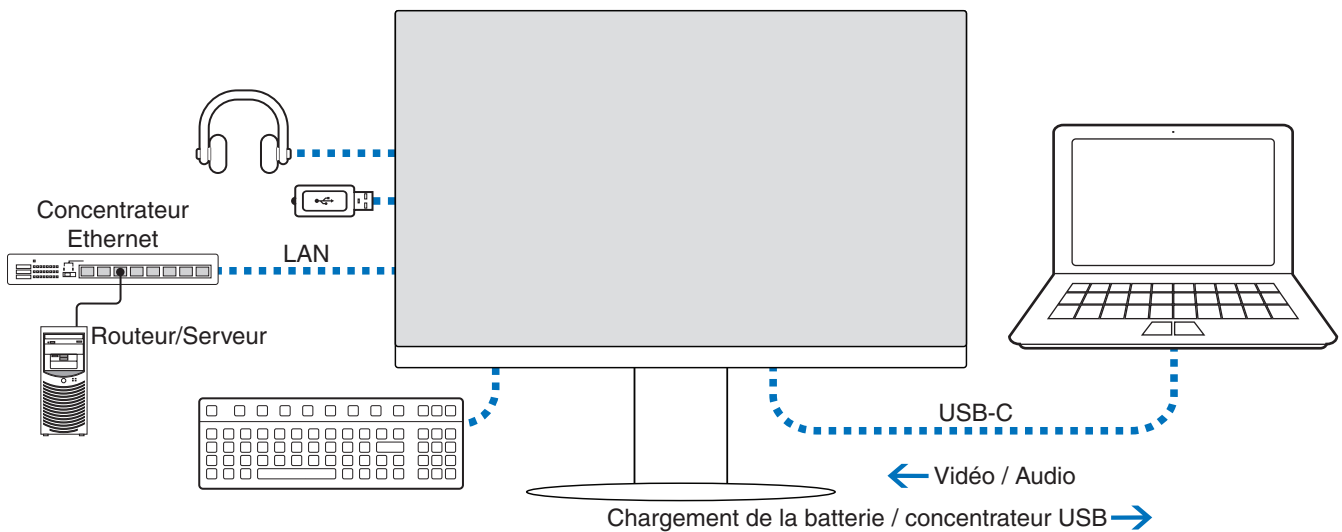 Concentrateur
Ethernet
LAN
Routeur/Serveur
USB-C
Vidéo / Audio
Chargement de la batterie / concentrateur USB